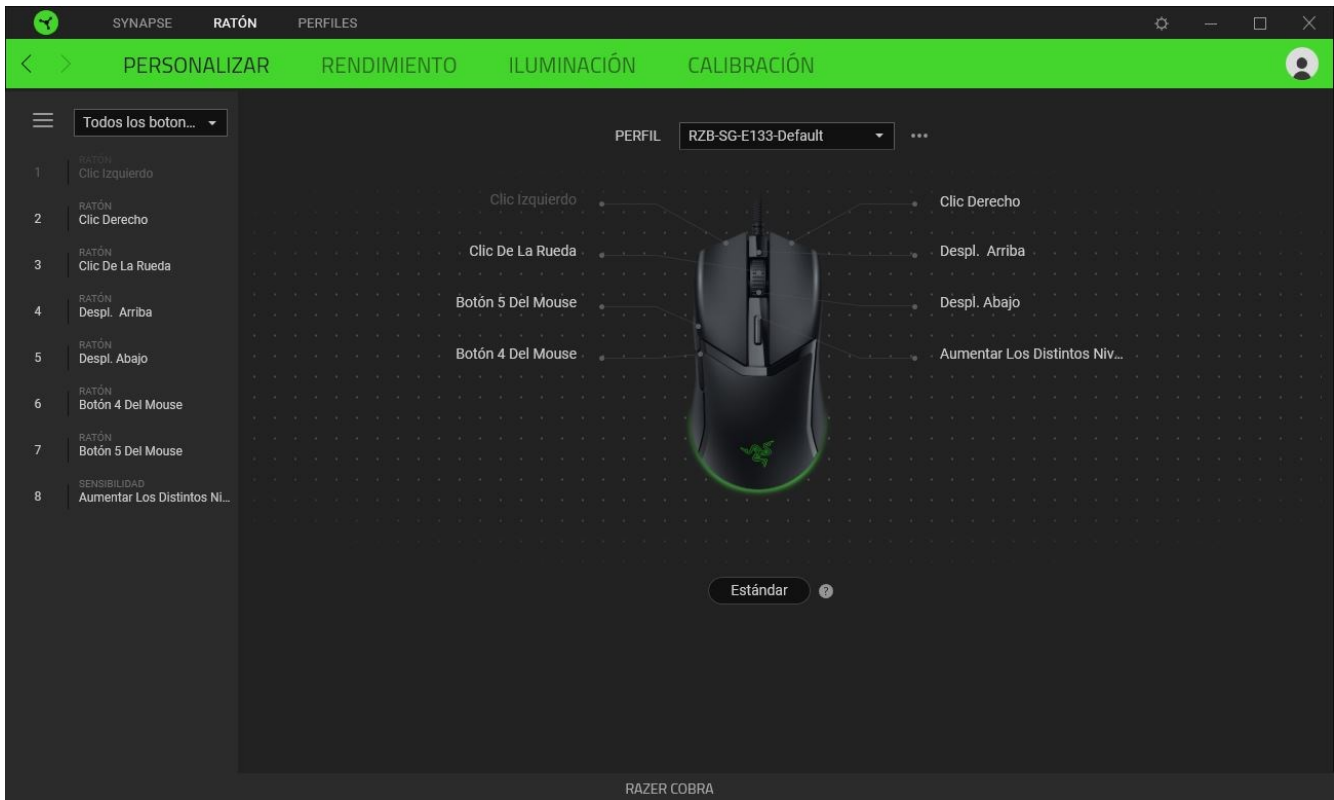 SYNAPSE RATÓN PERFILES
PERSONALIZAR RENDIMIENTO ILUMINACIÓN CALIBRACIÓN
Todos los boton...
1 RATÓN
Clic Izquierdo
2 RATÓN
Clic Derecho
3 RATÓN
Clic De La Rueda
4 RATÓN
Despl. Arriba
5 RATÓN
Despl. Abajo
6 RATÓN
Botón 4 Del Mouse
7 RATÓN
Botón 5 Del Mouse
8 SENSIBILIDAD
Aumentar Los Distintos Ni...
PERFIL RZB-SG-E133-Default
Clic Izquierdo
Clic De La Rueda
Botón 5 Del Mouse
Botón 4 Del Mouse
Clic Derecho
Despl. Arriba
Despl. Abajo
Aumentar Los Distintos Niv...
Estándar ?
RAZER COBRA